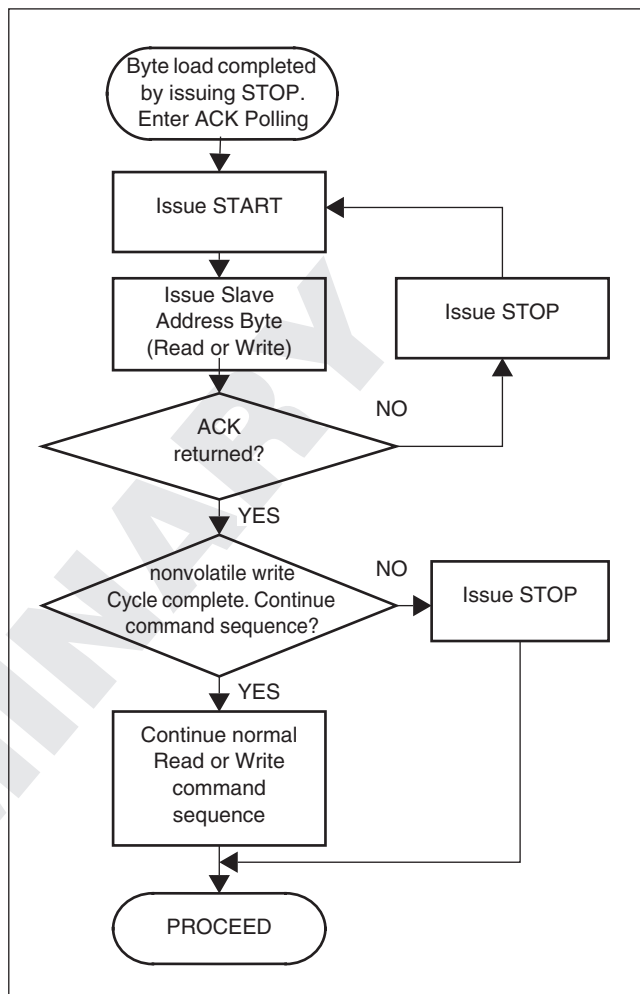 Byte load completed
by issuing STOP.
Enter ACK Polling
Issue START
Issue Slave
Address Byte
(Read or Write)
Issue STOP
ACK
returned?
NO
YES
nonvolatile write
Cycle complete. Continue
command sequence?
NO
Issue STOP
YES
Continue normal
Read or Write
command
sequence
PROCEED
MINARY